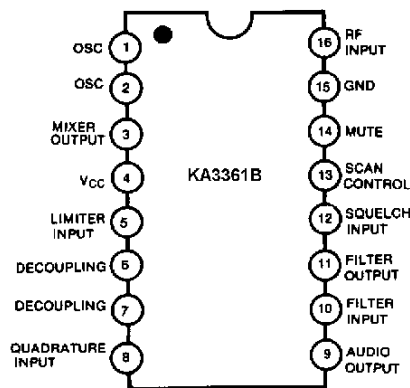 OSC 1
OSC 2
MIXER
OUTPUT 3
VCC 4
LIMITER
INPUT 5
DECOUPLING 6
DECOUPLING 7
QUADRATURE
INPUT 8
KA3361B
16 RF
INPUT
15 GND
14 MUTE
13 SCAN
CONTROL
12 SQUELCH
INPUT
11 FILTER
OUTPUT
10 FILTER
INPUT
9 AUDIO
OUTPUT